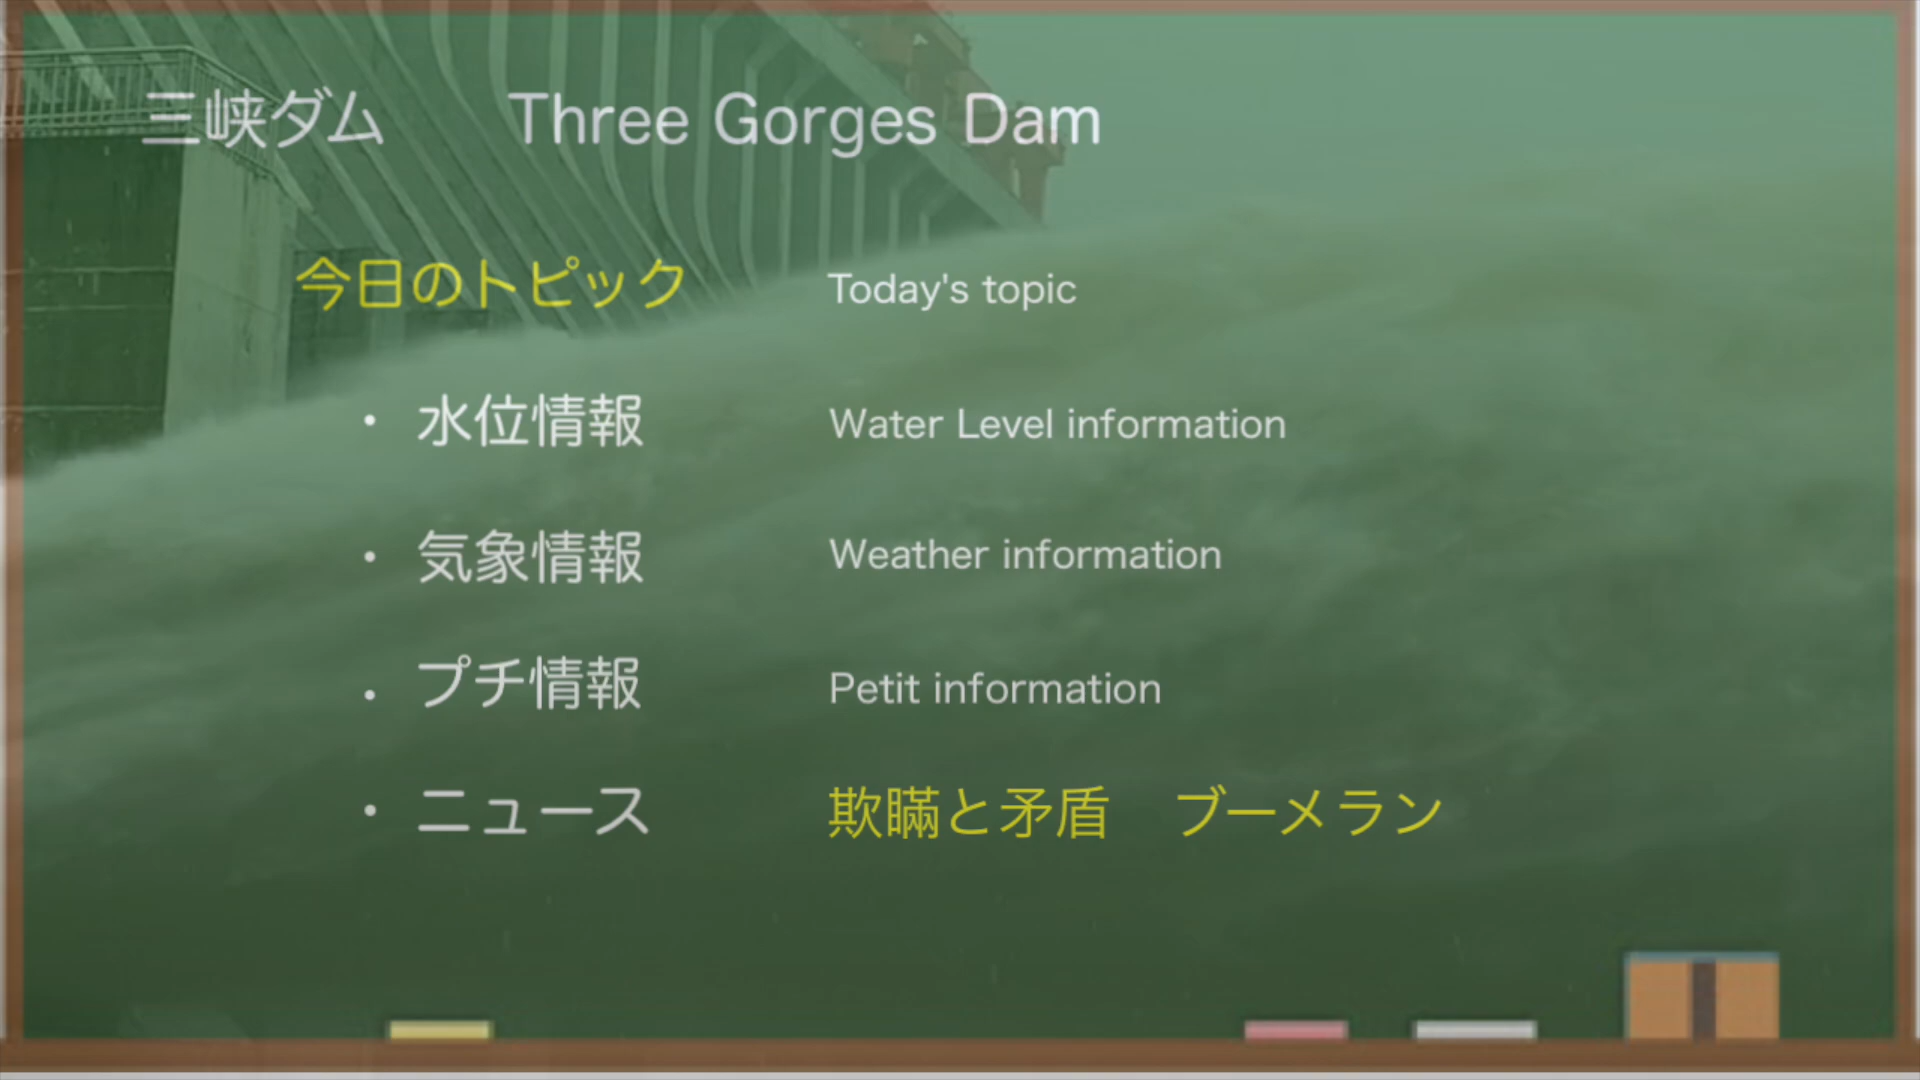 三峡ダム Three Gorges Dam
今日のトピック Today's topic
・ 水位情報 Water Level information
・ 気象情報 Weather information
・ プチ情報 Petit information
・ ニュース 欺瞞と矛盾 ブーメラン